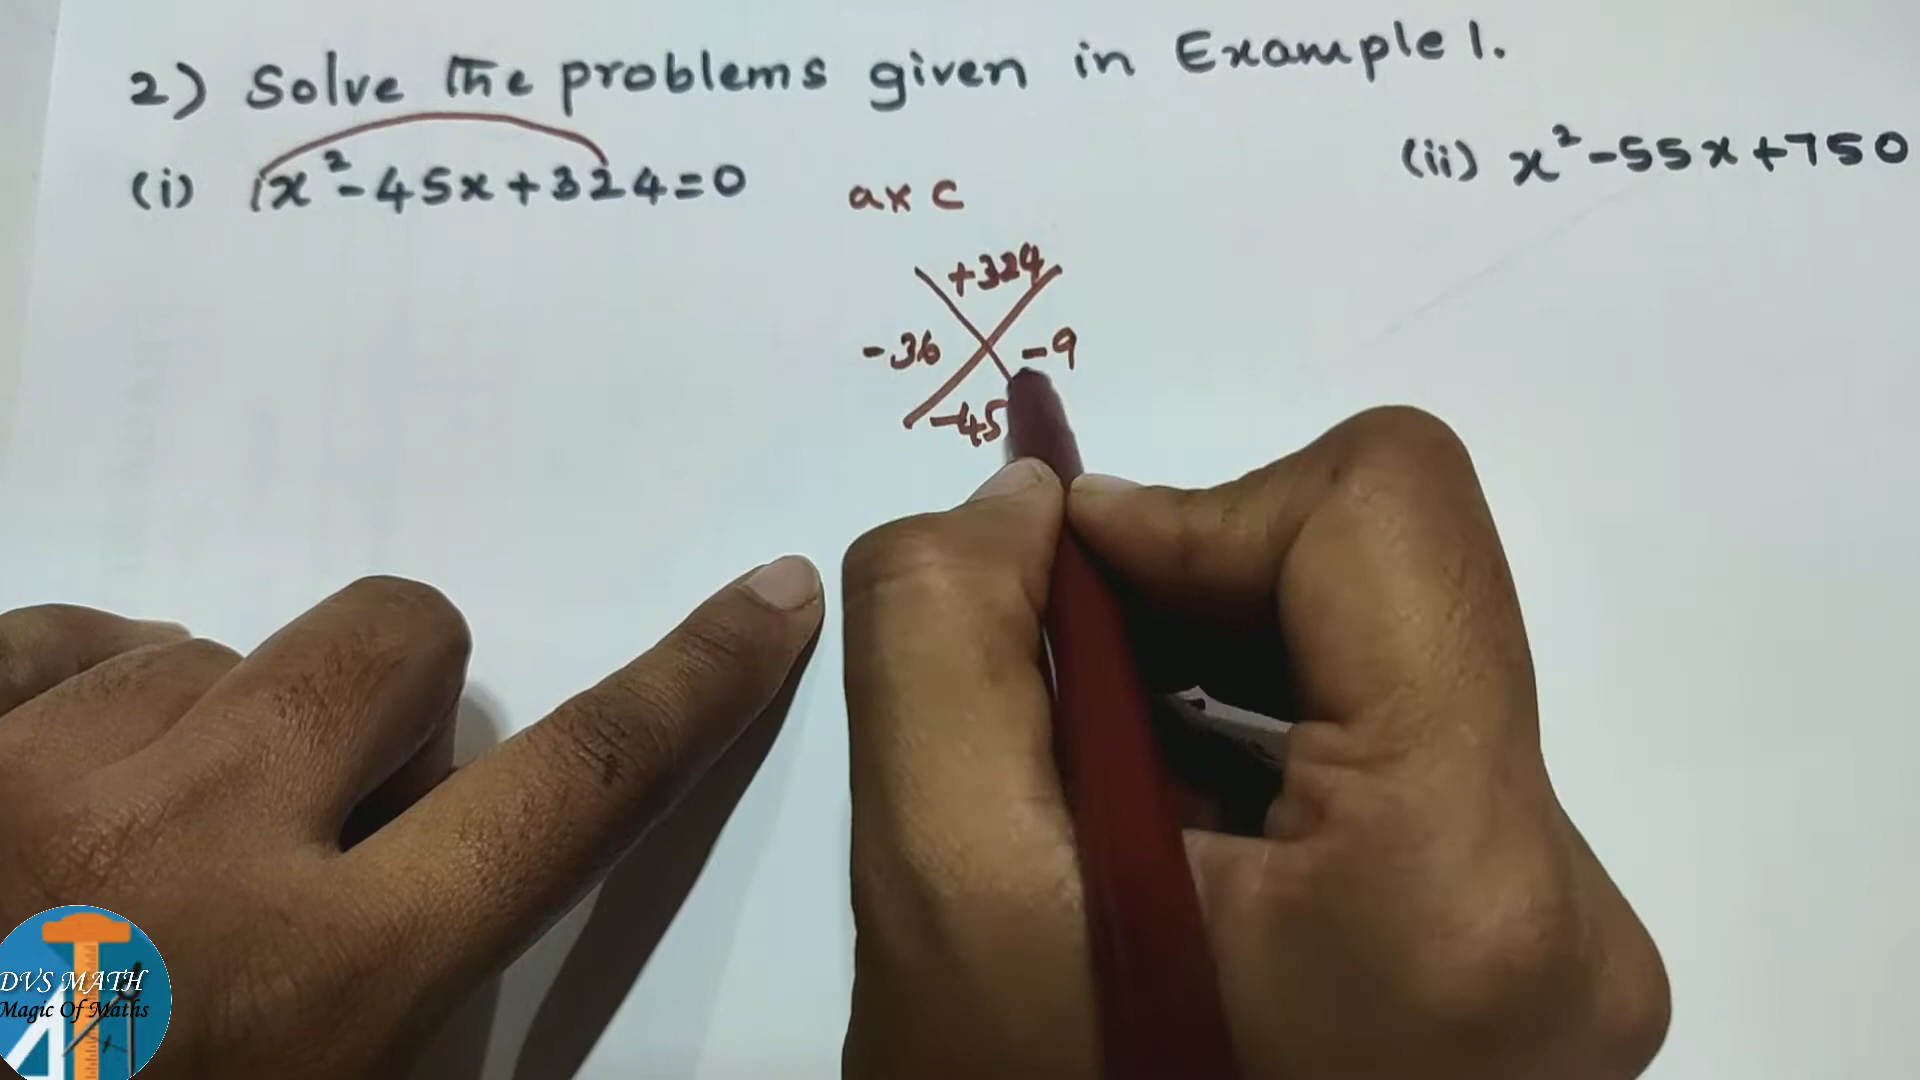 2) Solve the problems given in Example 1.
(i) 1x²-45x+324=0
a x c
(ii) x²-55x+750
+324
-36 -9
-45
DVS MATH
Magic Of Maths